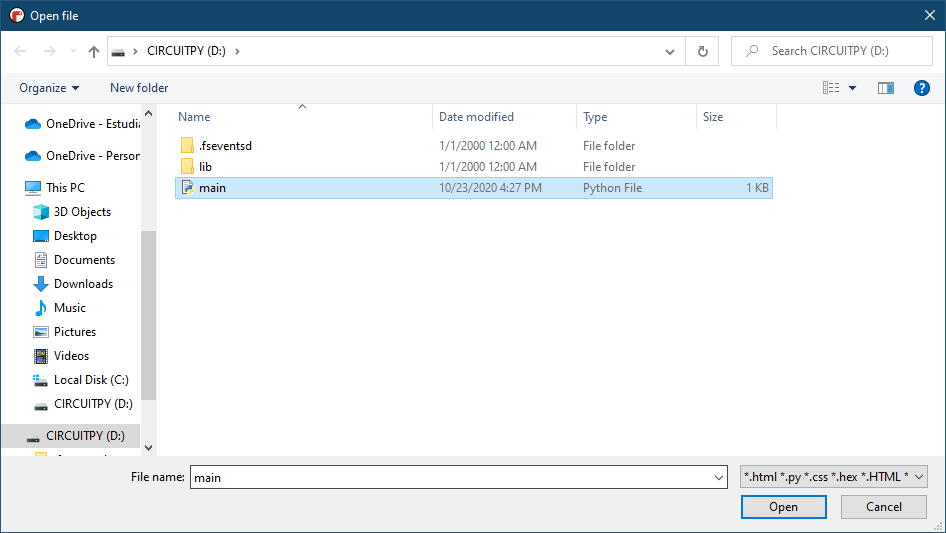 Open file
CIRCUITPY (D:)
Search CIRCUITPY (D:)
Organize
New folder
Name Date modified Type Size
.fseventsd 1/1/2000 12:00 AM File folder
lib 1/1/2000 12:00 AM File folder
main 10/23/2020 4:27 PM Python File 1 KB
OneDrive - Estudia
OneDrive - Person
This PC
3D Objects
Desktop
Documents
Downloads
Music
Pictures
Videos
Local Disk (C:)
CIRCUITPY (D:)
CIRCUITPY (D:)
File name: main *.html *.py *.css *.hex *.HTML *
Open Cancel